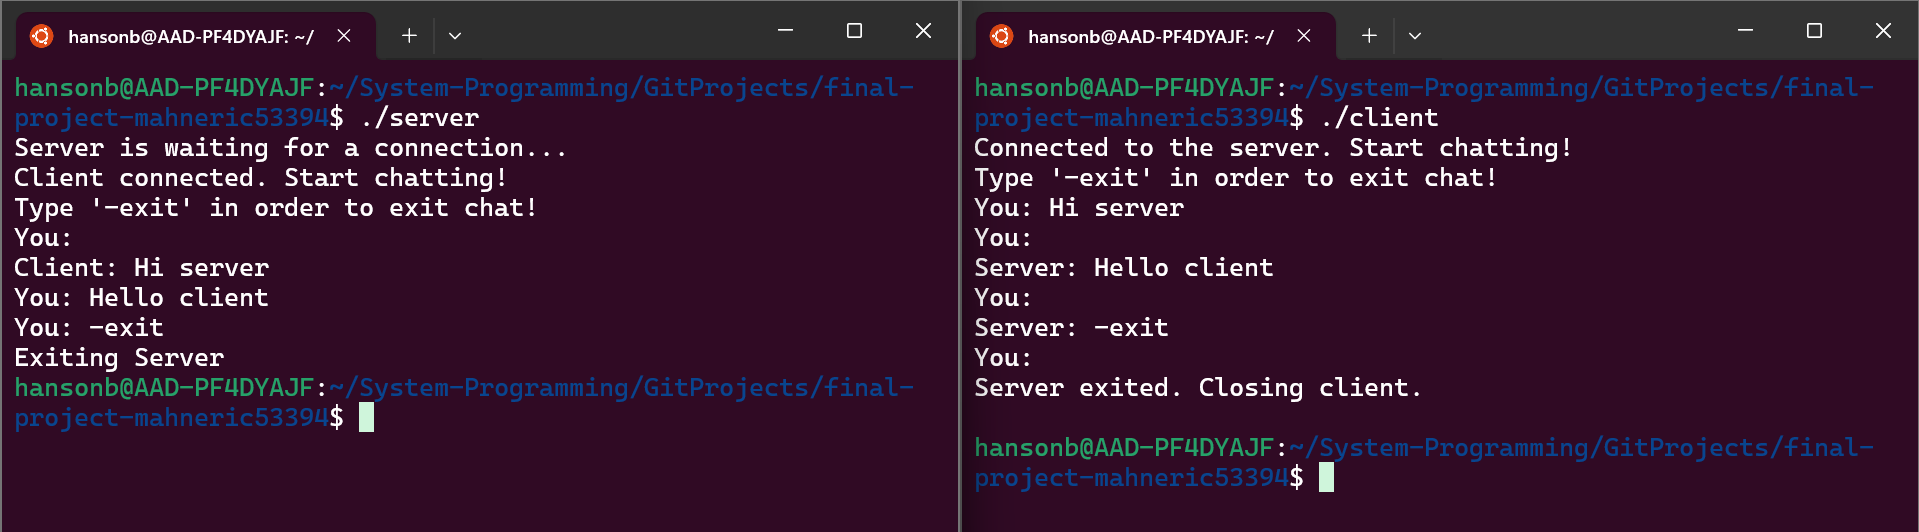 hansonb@AAD-PF4DYAJF: ~/
hansonb@AAD-PF4DYAJF:~/System-Programming/GitProjects/final-
project-mahneric53394$ ./server
Server is waiting for a connection...
Client connected. Start chatting!
Type '-exit' in order to exit chat!
You:
Client: Hi server
You: Hello client
You: -exit
Exiting Server
hansonb@AAD-PF4DYAJF:~/System-Programming/GitProjects/final-
project-mahneric53394$
hansonb@AAD-PF4DYAJF: ~/
hansonb@AAD-PF4DYAJF:~/System-Programming/GitProjects/final-
project-mahneric53394$ ./client
Connected to the server. Start chatting!
Type '-exit' in order to exit chat!
You: Hi server
You:
Server: Hello client
You:
Server: -exit
You:
Server exited. Closing client.
hansonb@AAD-PF4DYAJF:~/System-Programming/GitProjects/final-
project-mahneric53394$